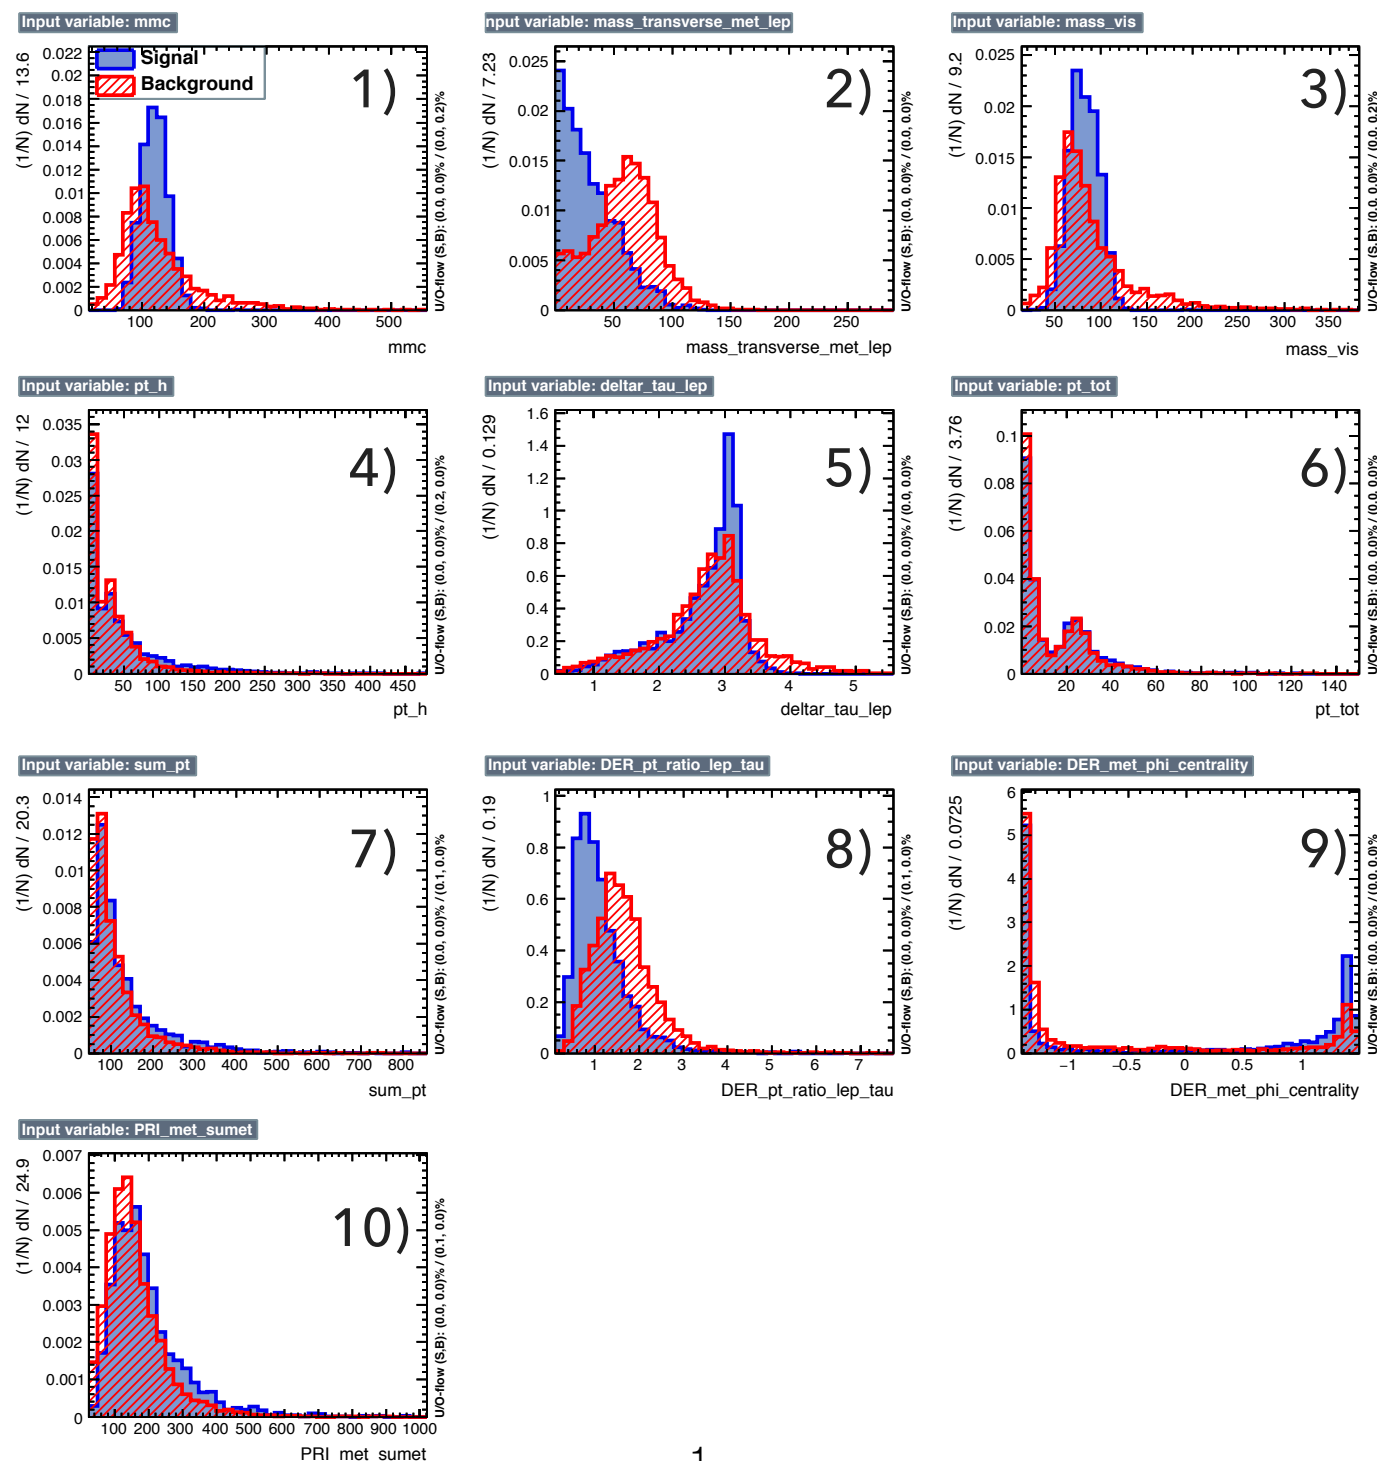 Input variable: mmc
(1/N) dN / 13.6
0.022
0.02
0.018
0.016
0.014
0.012
0.01
0.008
0.006
0.004
0.002
0
Signal
Background
1)
100 200 300 400 500
mmc
U/O-flow (S,B): (0.0, 0.0)% / (0.0, 0.2)%
nput variable: mass_transverse_met_lep
(1/N) dN / 7.23
0.025
0.02
0.015
0.01
0.005
0
2)
50 100 150 200 250
mass_transverse_met_lep
U/O-flow (S,B): (0.0, 0.0)% / (0.0, 0.0)%
Input variable: mass_vis
(1/N) dN / 9.2
0.025
0.02
0.015
0.01
0.005
0
3)
50 100 150 200 250 300 350
mass_vis
U/O-flow (S,B): (0.0, 0.0)% / (0.0, 0.2)%
Input variable: pt_h
(1/N) dN / 12
0.035
0.03
0.025
0.02
0.015
0.01
0.005
0
4)
50 100 150 200 250 300 350 400 450
pt_h
U/O-flow (S,B): (0.0, 0.0)% / (0.2, 0.0)%
Input variable: deltar_tau_lep
(1/N) dN / 0.129
1.6
1.4
1.2
1
0.8
0.6
0.4
0.2
0
5)
1 2 3 4 5
deltar_tau_lep
U/O-flow (S,B): (0.0, 0.0)% / (0.0, 0.0)%
Input variable: pt_tot
(1/N) dN / 3.76
0.1
0.08
0.06
0.04
0.02
0
6)
20 40 60 80 100 120 140
pt_tot
U/O-flow (S,B): (0.0, 0.0)% / (0.0, 0.0)%
Input variable: sum_pt
(1/N) dN / 20.3
0.014
0.012
0.01
0.008
0.006
0.004
0.002
0
7)
100 200 300 400 500 600 700 800
sum_pt
U/O-flow (S,B): (0.0, 0.0)% / (0.1, 0.0)%
Input variable: DER_pt_ratio_lep_tau
(1/N) dN / 0.19
1
0.8
0.6
0.4
0.2
0
8)
1 2 3 4 5 6 7
DER_pt_ratio_lep_tau
U/O-flow (S,B): (0.0, 0.0)% / (0.1, 0.0)%
Input variable: DER_met_phi_centrality
(1/N) dN / 0.0725
6
5
4
3
2
1
0
9)
−1 −0.5 0 0.5 1
DER_met_phi_centrality
U/O-flow (S,B): (0.0, 0.0)% / (0.0, 0.0)%
Input variable: PRI_met_sumet
(1/N) dN / 24.9
0.007
0.006
0.005
0.004
0.003
0.002
0.001
0
10)
100 200 300 400 500 600 700 800 900 1000
PRI_met_sumet
U/O-flow (S,B): (0.0, 0.0)% / (0.1, 0.0)%
1